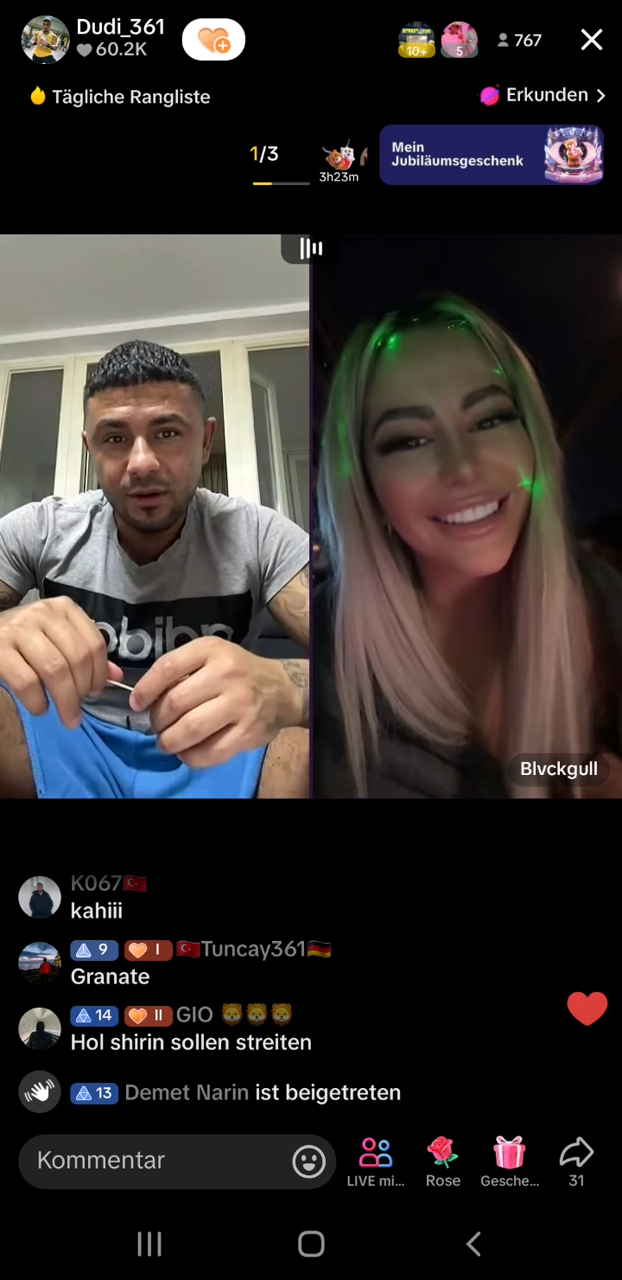 Dudi_361
60.2K
10+
5
767
Tägliche Rangliste
Erkunden
1/3
3h23m
Mein
Jubiläumsgeschenk
Blvckgull
K067🇹🇷
kahiii
9 I 🇹🇷Tuncay361🇩🇪
Granate
14 II GIO 🦁🦁🦁
Hol shirin sollen streiten
13 Demet Narin ist beigetreten
Kommentar
LIVE mi...
Rose
Gesche...
31